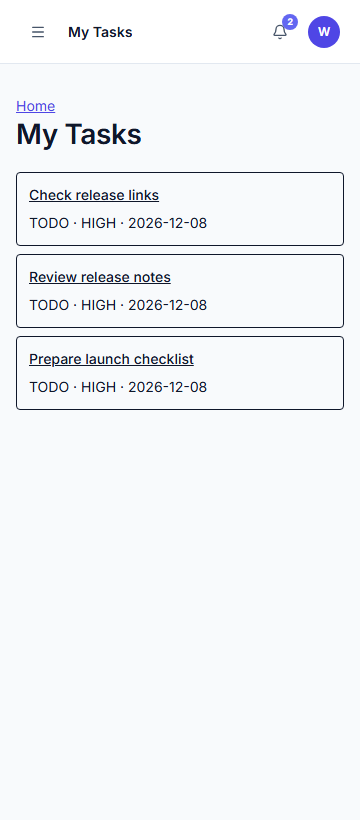 My Tasks
2
W
Home
My Tasks
Check release links
TODO · HIGH · 2026-12-08
Review release notes
TODO · HIGH · 2026-12-08
Prepare launch checklist
TODO · HIGH · 2026-12-08